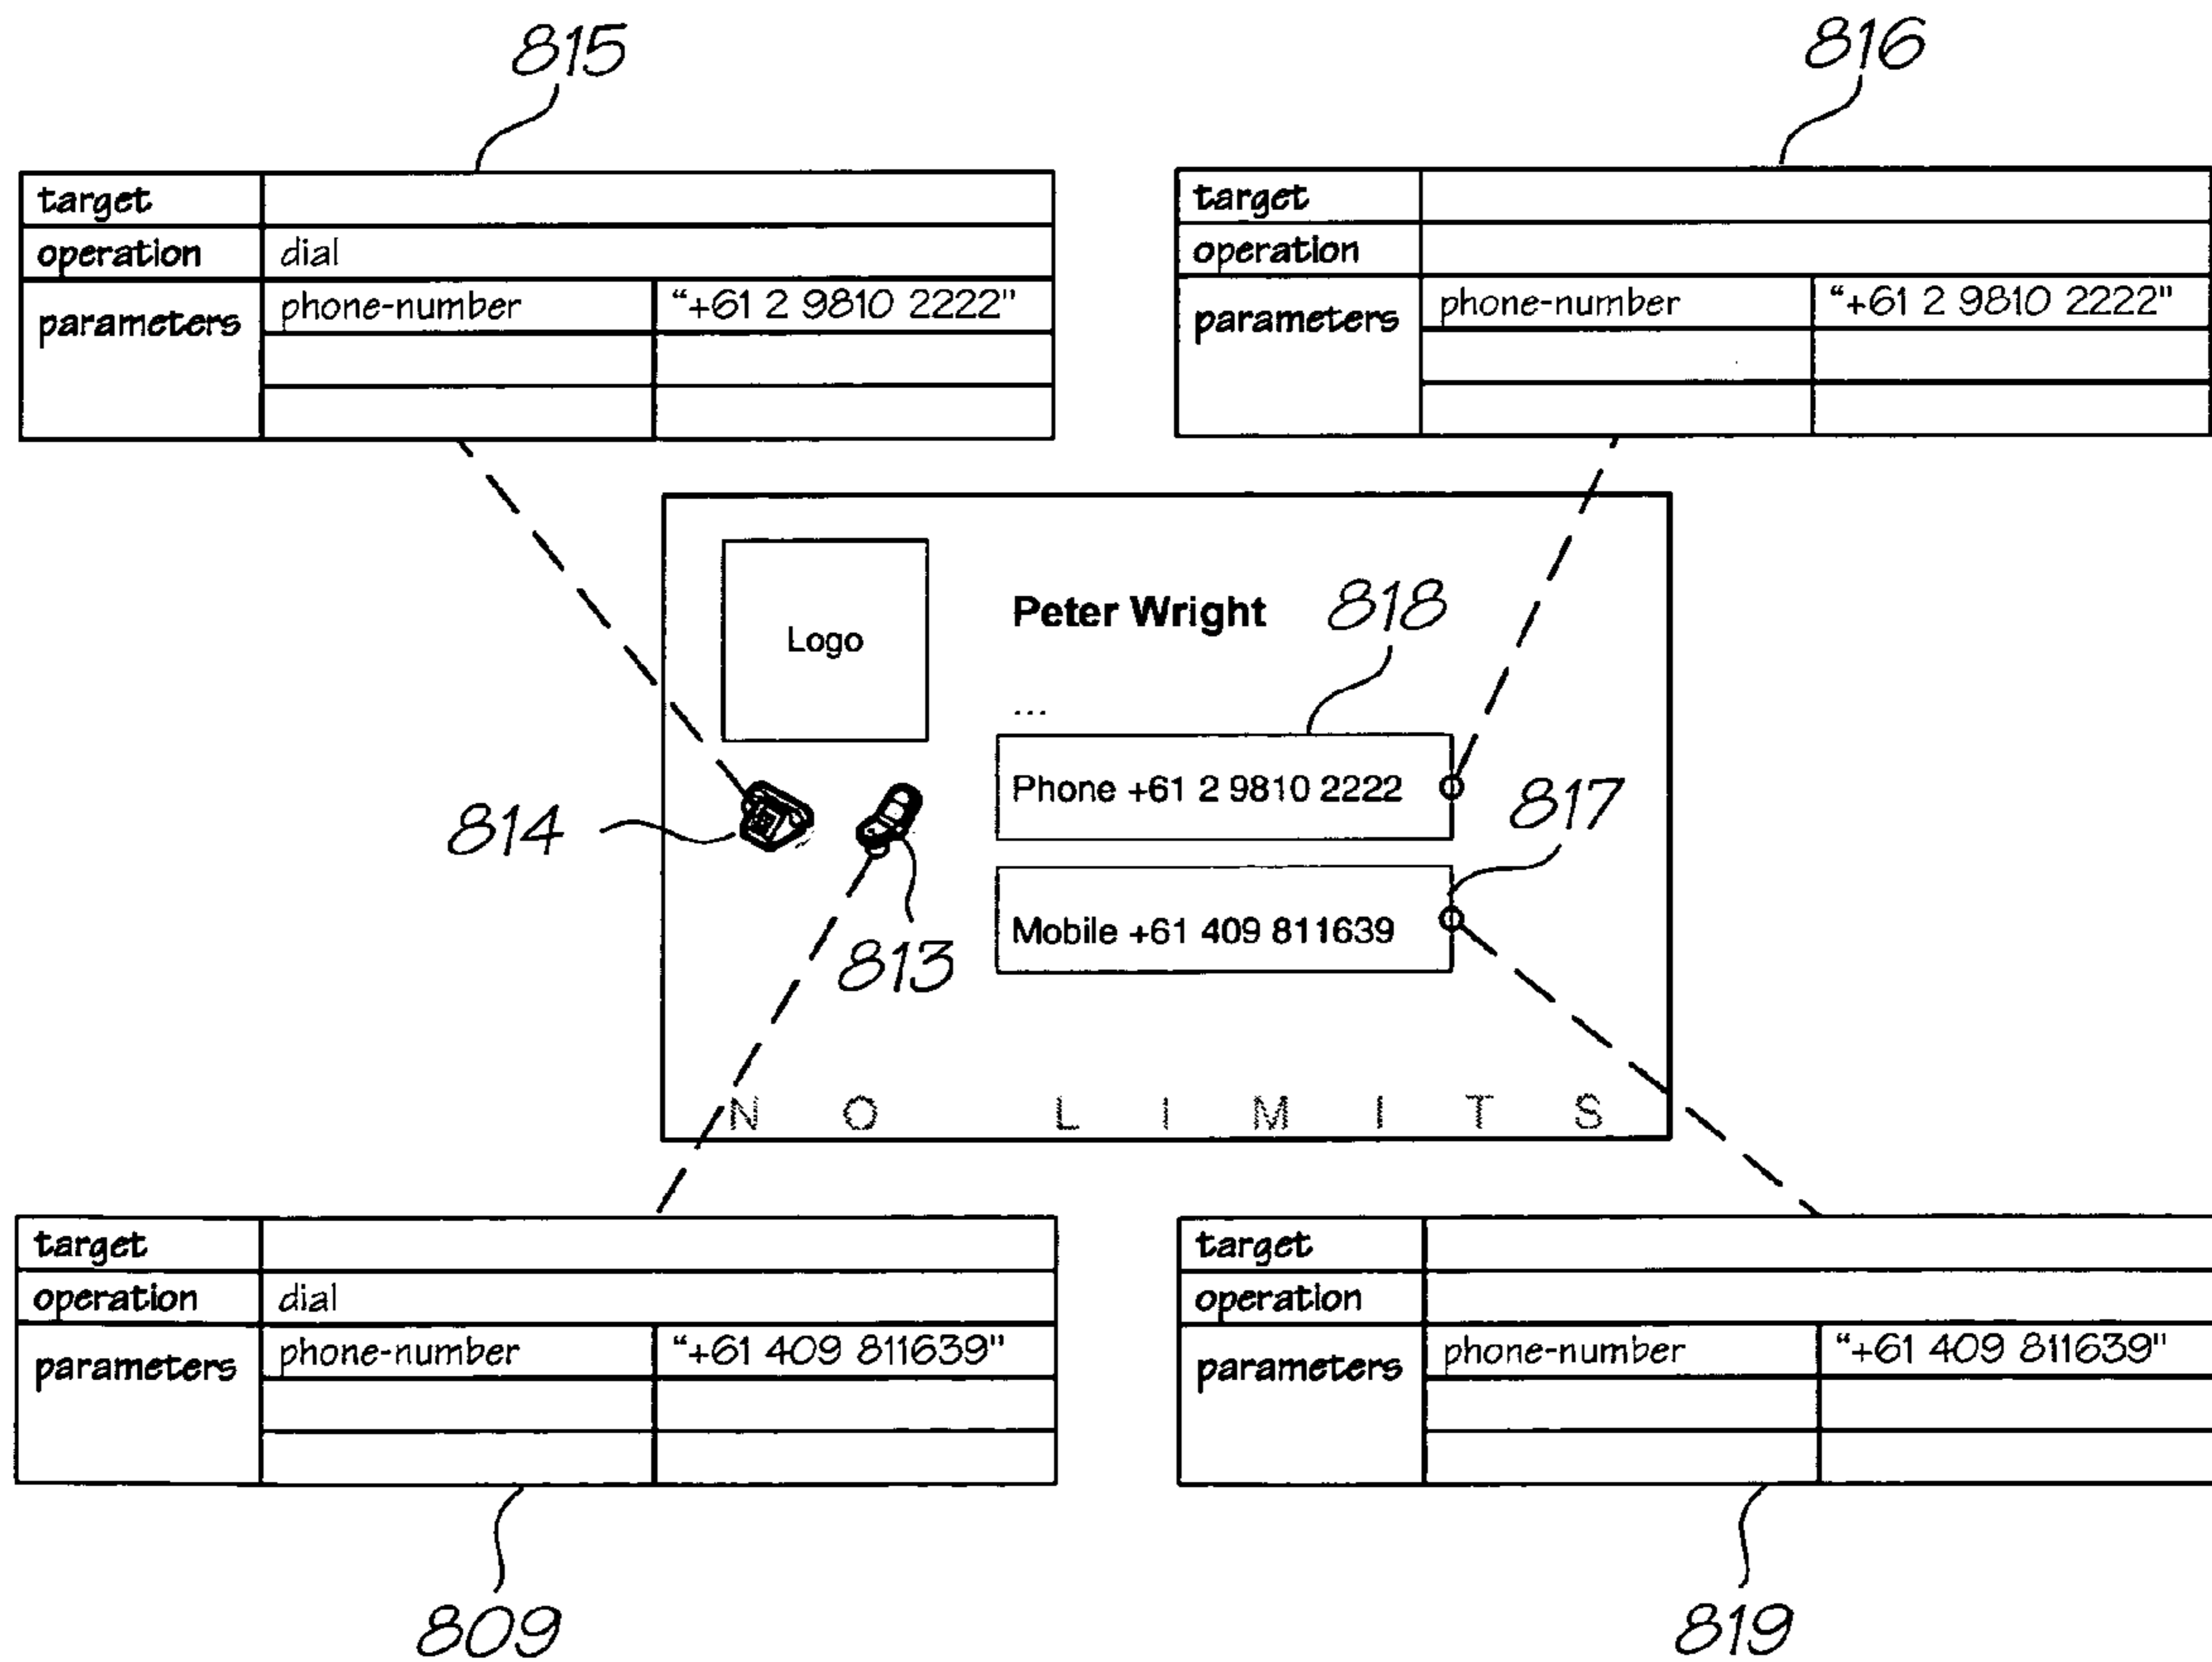 815
816
target
operation dial
parameters phone-number "+61 2 9810 2222"
target
operation
parameters phone-number "+61 2 9810 2222"
Logo
Peter Wright
818
...
Phone +61 2 9810 2222
817
814
813
Mobile +61 409 811639
N O L I M I T S
target
operation dial
parameters phone-number "+61 409 811639"
target
operation
parameters phone-number "+61 409 811639"
809
819